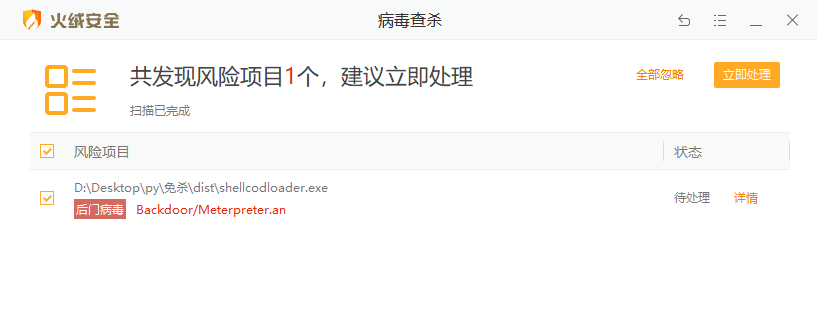 火绒安全
病毒查杀
共发现风险项目1个，建议立即处理
全部忽略
立即处理
扫描已完成
风险项目
状态
D:\Desktop\py\免杀\dist\shellcodloader.exe
后门病毒 Backdoor/Meterpreter.an
待处理
详情